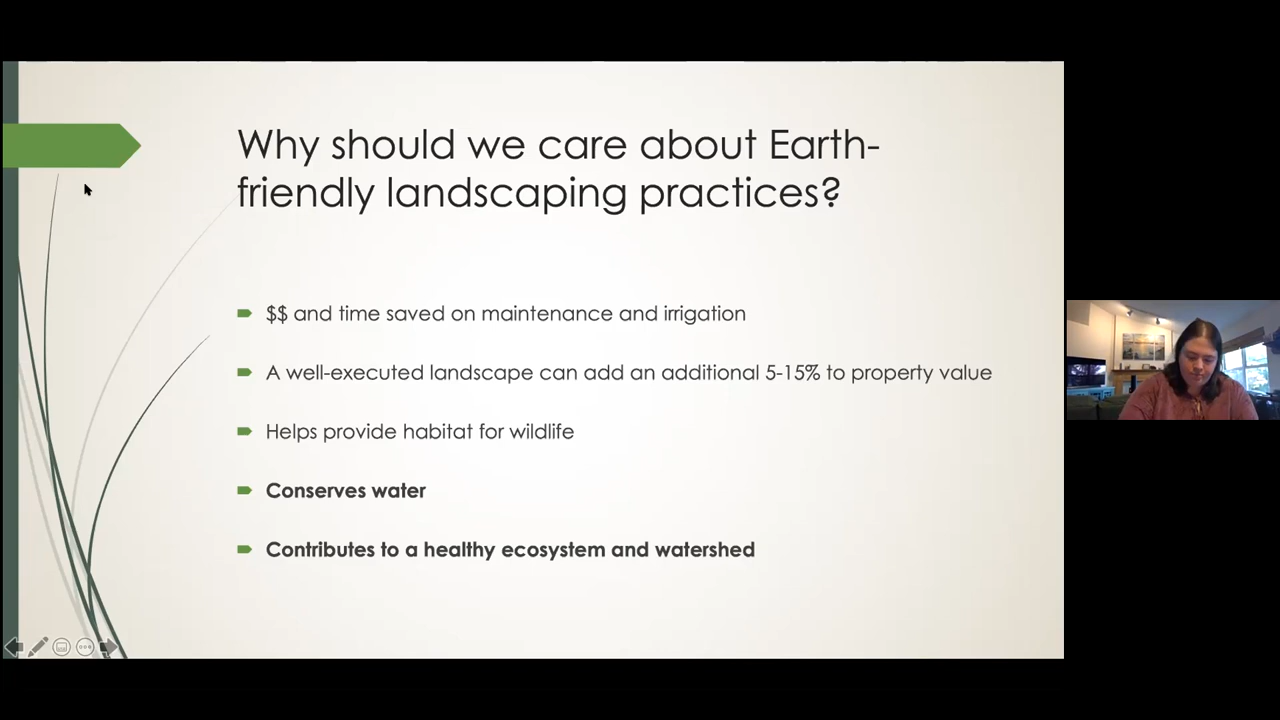 Why should we care about Earth-
friendly landscaping practices?
$$ and time saved on maintenance and irrigation
A well-executed landscape can add an additional 5-15% to property value
Helps provide habitat for wildlife
Conserves water
Contributes to a healthy ecosystem and watershed